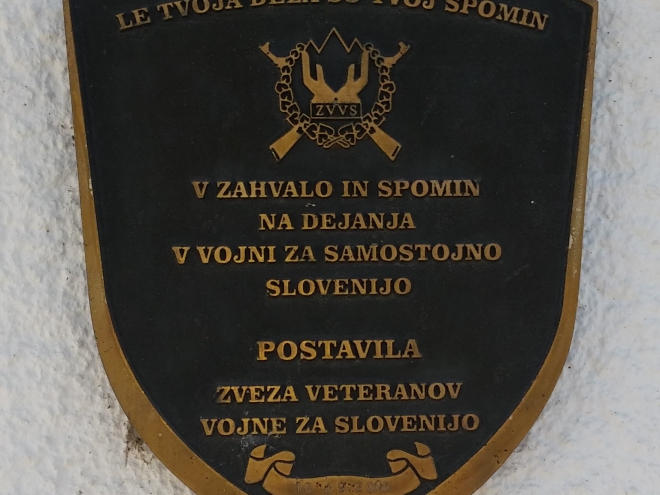 LE TVOJA DELA SO TVOJ SPOMIN
ZVVS
V ZAHVALO IN SPOMIN
NA DEJANJA
V VOJNI ZA SAMOSTOJNO
SLOVENIJO
POSTAVILA
ZVEZA VETERANOV
VOJNE ZA SLOVENIJO